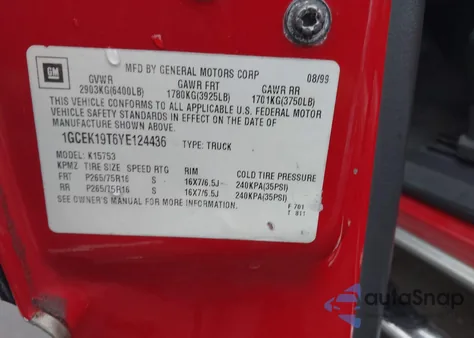 GM
MFD BY GENERAL MOTORS CORP 08/99
GVWR GAWR FRT GAWR RR
2903KG(6400LB) 1780KG(3925LB) 1701KG(3750LB)
THIS VEHICLE CONFORMS TO ALL APPLICABLE U.S. FEDERAL MOTOR
VEHICLE SAFETY STANDARDS IN EFFECT ON THE DATE OF
MANUFACTURE SHOWN ABOVE.
1GCEK19T6YE124436 TYPE: TRUCK
MODEL: K15753
KPMZ TIRE SIZE SPEED RTG RIM COLD TIRE PRESSURE
FRT P265/75R16 S 16X7/6.5J 240KPA(35PSI)
RR P265/75R16 S 16X7/6.5J 240KPA(35PSI)
SEE OWNER'S MANUAL FOR MORE INFORMATION.
F 701
T 011
autaSnap